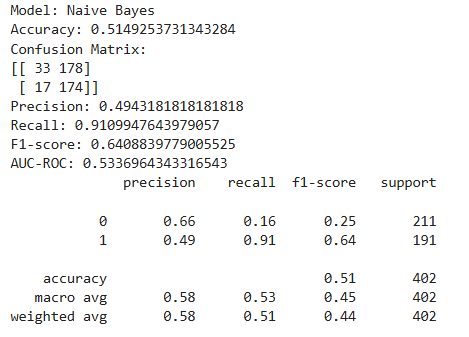 Model: Naive Bayes
Accuracy: 0.5149253731343284
Confusion Matrix:
[[ 33 178]
 [ 17 174]]
Precision: 0.4943181818181818
Recall: 0.9109947643979057
F1-score: 0.6408839779005525
AUC-ROC: 0.5336964343316543
              precision    recall  f1-score   support

           0       0.66      0.16      0.25       211
           1       0.49      0.91      0.64       191

    accuracy                           0.51       402
   macro avg       0.58      0.53      0.45       402
weighted avg       0.58      0.51      0.44       402